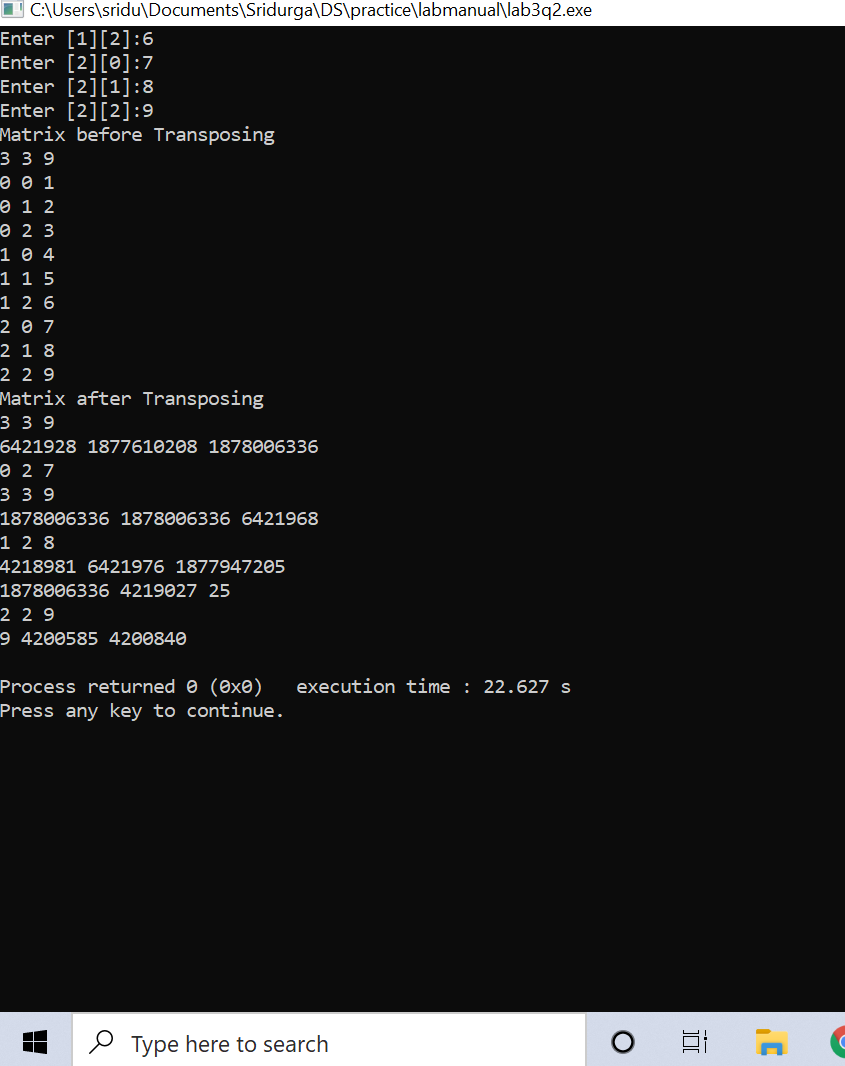 C:\Users\sridu\Documents\Sridurga\DS\practice\labmanual\lab3q2.exe
Enter [1][2]:6
Enter [2][0]:7
Enter [2][1]:8
Enter [2][2]:9
Matrix before Transposing
3 3 9
0 0 1
0 1 2
0 2 3
1 0 4
1 1 5
1 2 6
2 0 7
2 1 8
2 2 9
Matrix after Transposing
3 3 9
6421928 1877610208 1878006336
0 2 7
3 3 9
1878006336 1878006336 6421968
1 2 8
4218981 6421976 1877947205
1878006336 4219027 25
2 2 9
9 4200585 4200840
Process returned 0 (0x0)   execution time : 22.627 s
Press any key to continue.
Type here to search